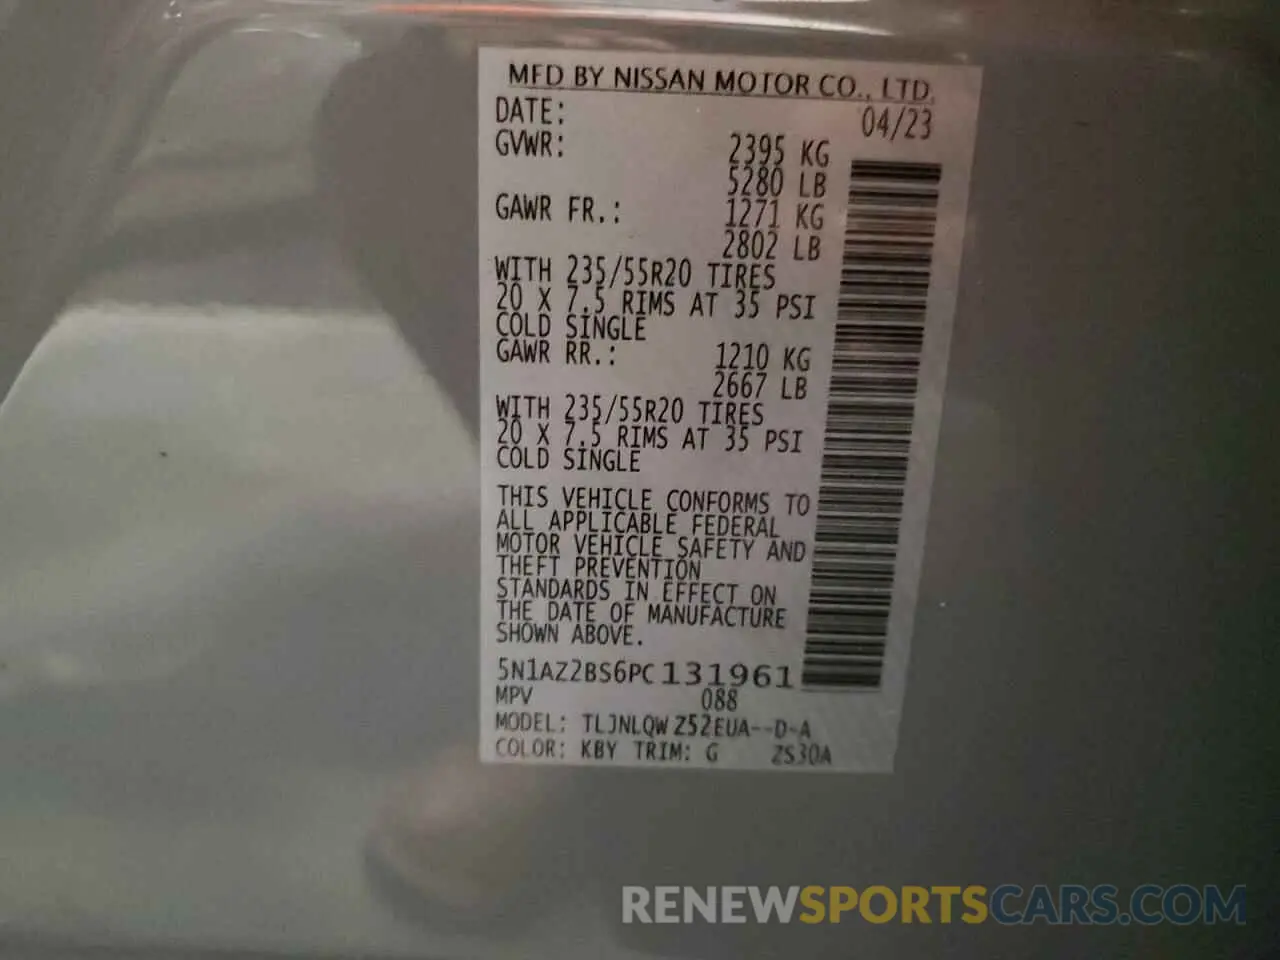 MFD BY NISSAN MOTOR CO., LTD.
DATE: 04/23
GVWR: 2395 KG
5280 LB
GAWR FR.: 1271 KG
2802 LB
WITH 235/55R20 TIRES
20 X 7.5 RIMS AT 35 PSI
COLD SINGLE
GAWR RR.: 1210 KG
2667 LB
WITH 235/55R20 TIRES
20 X 7.5 RIMS AT 35 PSI
COLD SINGLE
THIS VEHICLE CONFORMS TO
ALL APPLICABLE FEDERAL
MOTOR VEHICLE SAFETY AND
THEFT PREVENTION
STANDARDS IN EFFECT ON
THE DATE OF MANUFACTURE
SHOWN ABOVE.
5N1AZ2BS6PC131961
MPV 088
MODEL: TLJNLQW Z52EUA--D-A
COLOR: KBY TRIM: G ZS30A
RENEWSPORTSCARS.COM